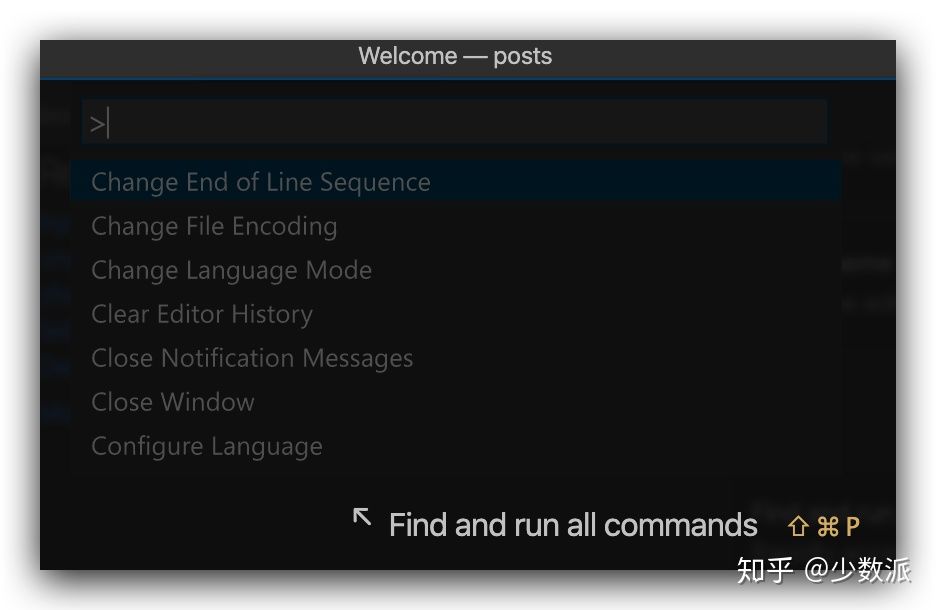 Welcome — posts
>
Change End of Line Sequence
Change File Encoding
Change Language Mode
Clear Editor History
Close Notification Messages
Close Window
Configure Language
Find and run all commands ⇧⌘P
知乎 @少数派